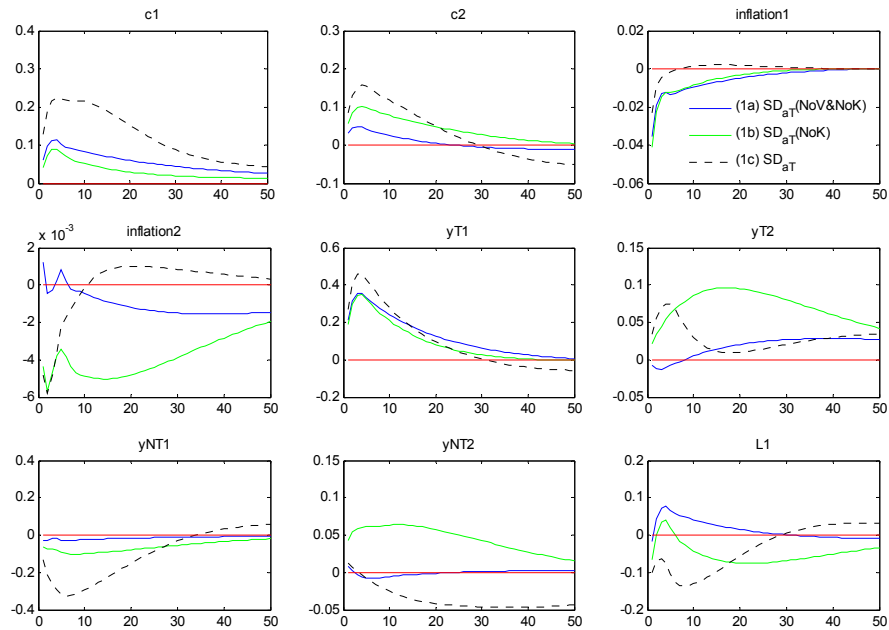 c1
c2
inflation1
0.4
0.3
0.2
0.1
0
0 10 20 30 40 50
0.3
0.2
0.1
0
-0.1
0 10 20 30 40 50
0.02
0
-0.02
-0.04
-0.06
0 10 20 30 40 50
(1a) SD_aT(NoV&NoK)
(1b) SD_aT(NoK)
(1c) SD_aT
inflation2
yT1
yT2
x 10^-3
2
0
-2
-4
-6
0 10 20 30 40 50
0.6
0.4
0.2
0
-0.2
0 10 20 30 40 50
0.15
0.1
0.05
0
-0.05
0 10 20 30 40 50
yNT1
yNT2
L1
0.4
0.2
0
-0.2
-0.4
0 10 20 30 40 50
0.15
0.1
0.05
0
-0.05
0 10 20 30 40 50
0.2
0.1
0
-0.1
-0.2
0 10 20 30 40 50